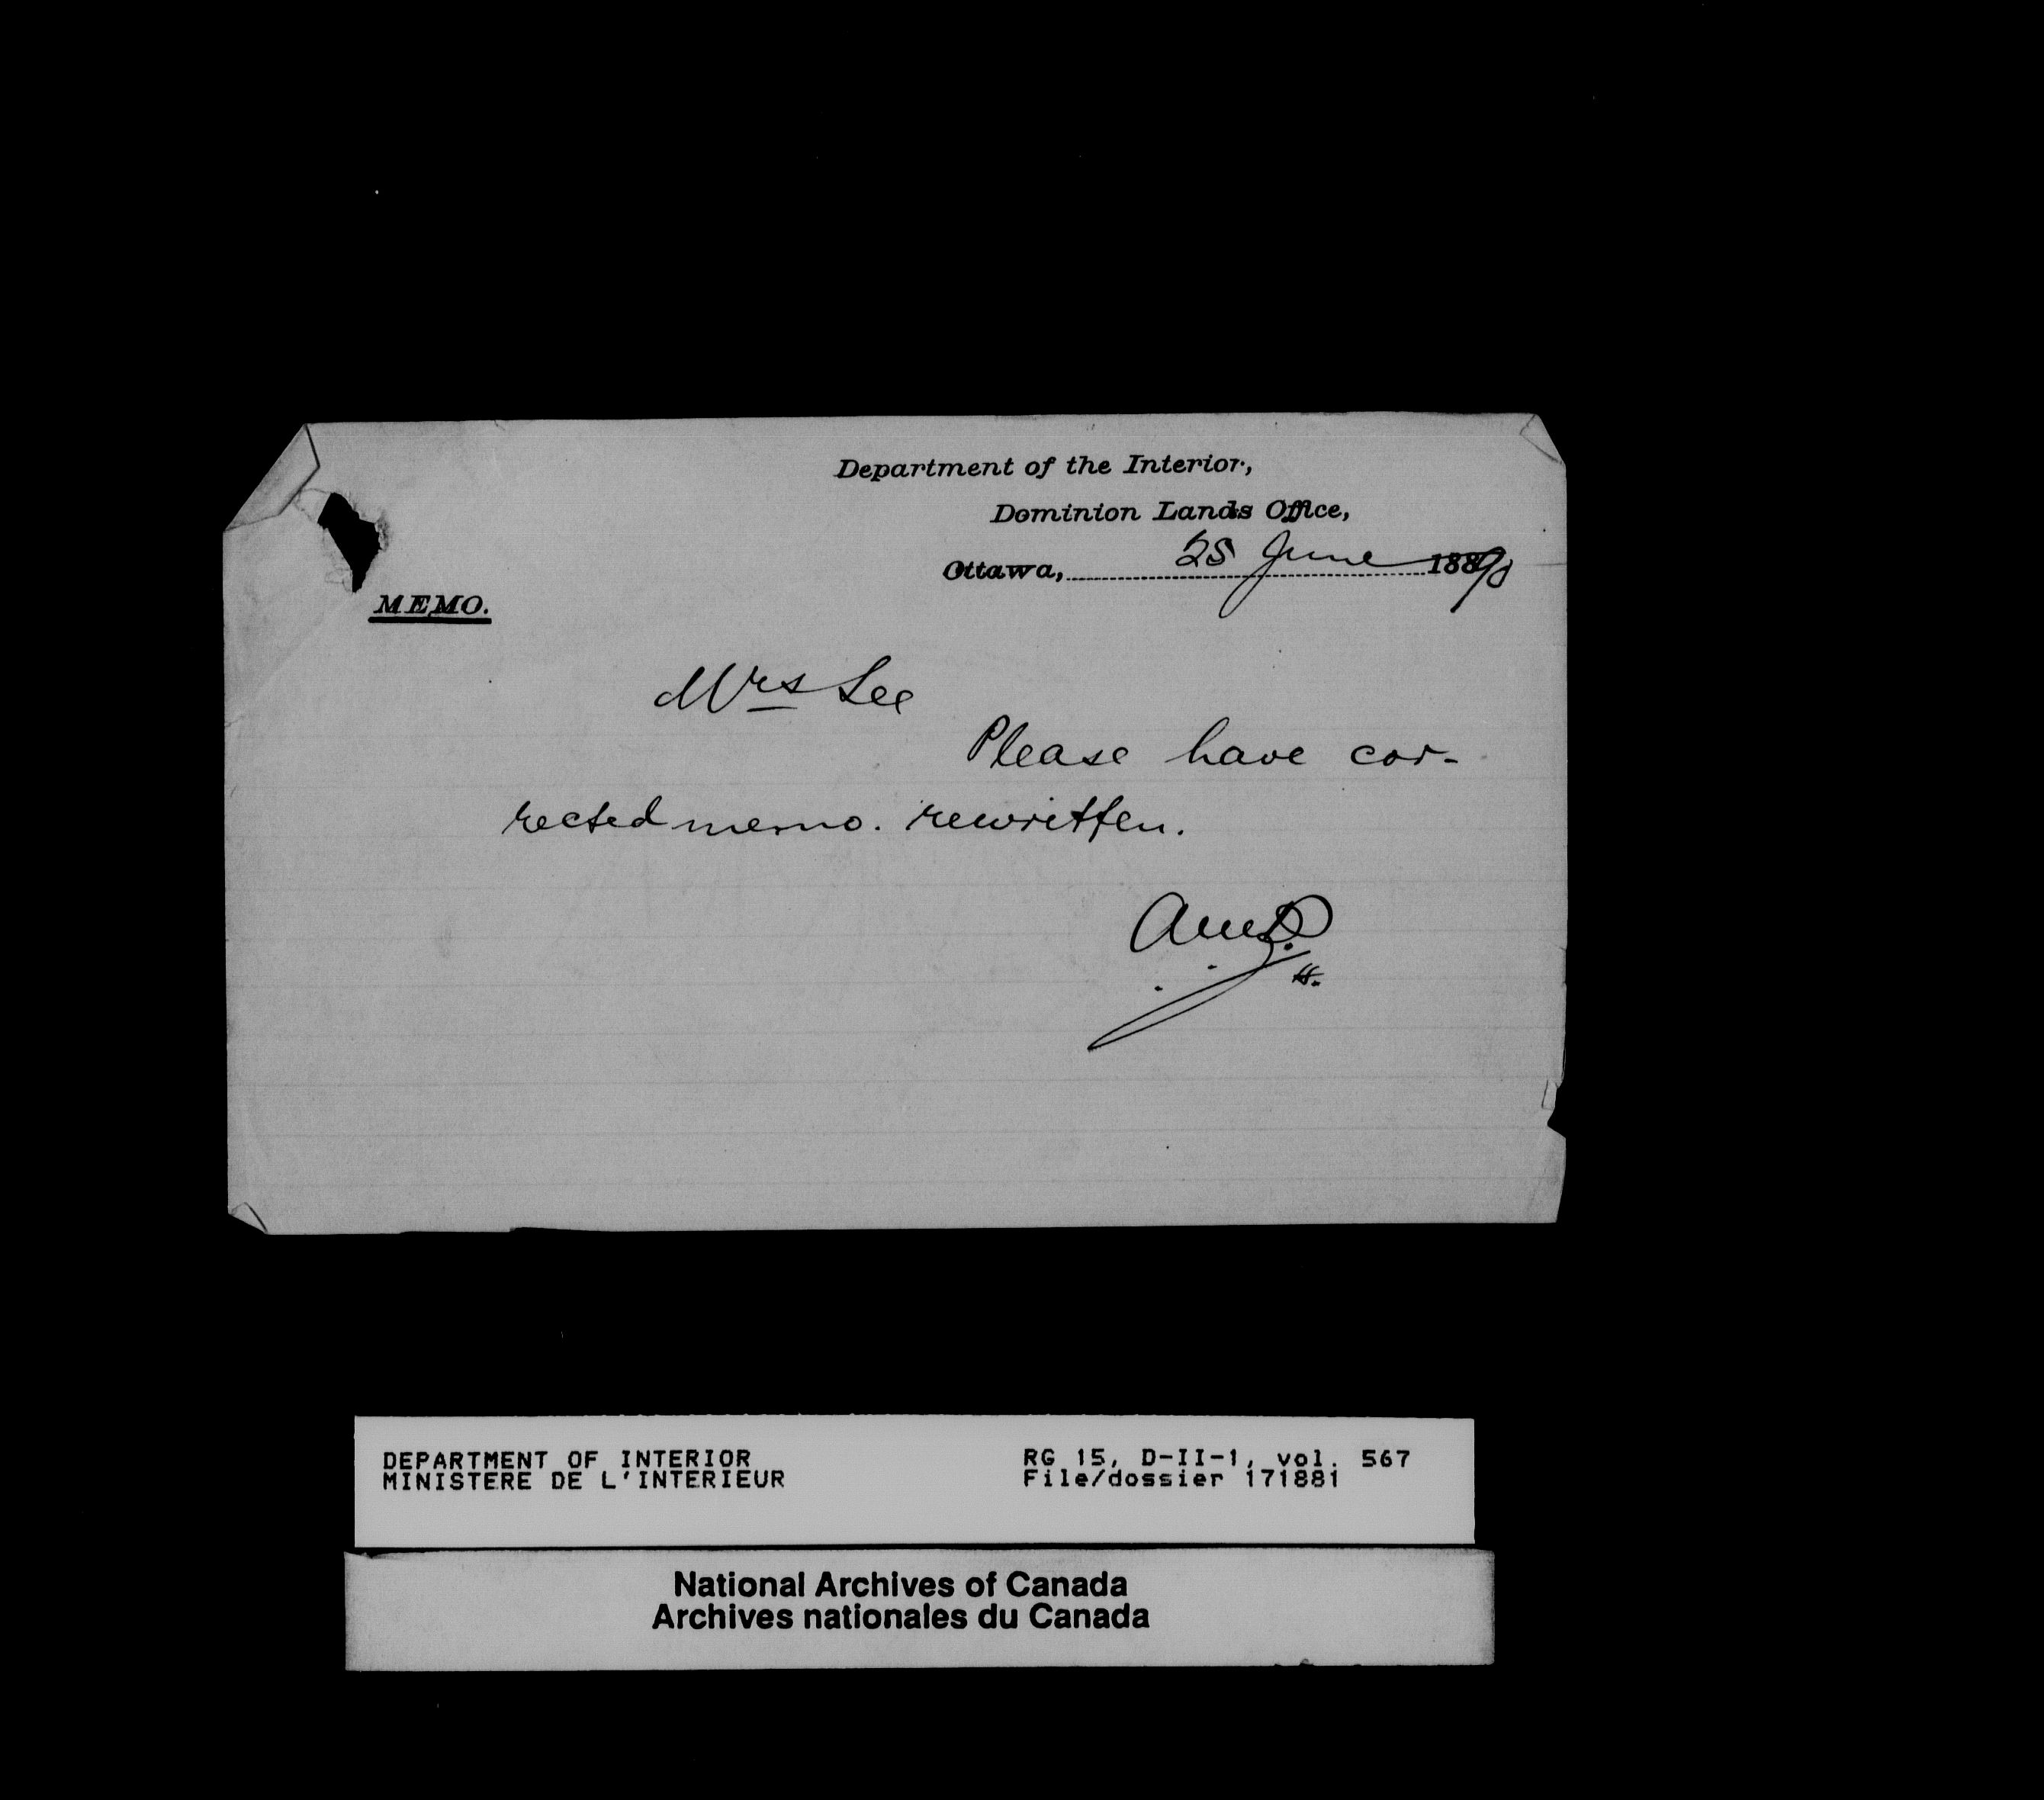 Department of the Interior,
Dominion Lands Office,
Ottawa, 25 June 1890
MEMO.
Mrs Lee
Please have cor-
rected memo. rewritten.
H.
DEPARTMENT OF INTERIOR
MINISTERE DE L'INTERIEUR
RG 15, D-II-1, vol. 567
File/dossier 171881
National Archives of Canada
Archives nationales du Canada